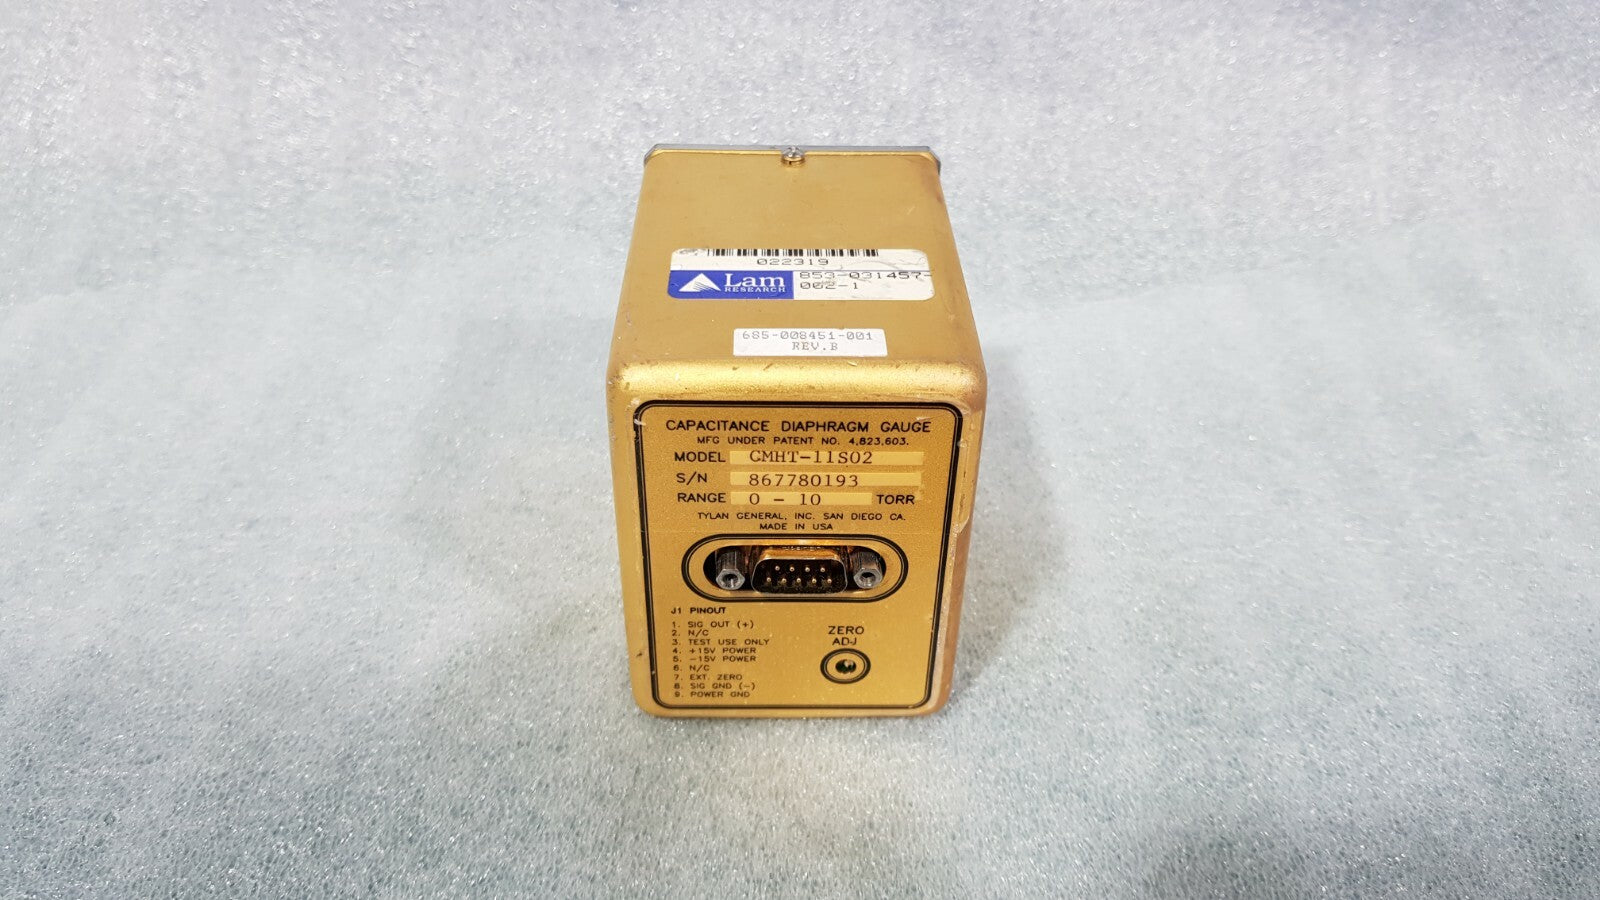 022319
Lam
RESEARCH
853-031457-
002-1
685-008451-001
REV.B
CAPACITANCE DIAPHRAGM GAUGE
MFG UNDER PATENT NO. 4,823,603.
MODEL CMHT-11S02
S/N 867780193
RANGE 0 - 10 TORR
TYLAN GENERAL, INC. SAN DIEGO CA.
MADE IN USA
J1 PINOUT
1. SIG OUT (+)
2. N/C
3. TEST USE ONLY
4. +15V POWER
5. -15V POWER
6. N/C
7. EXT. ZERO
8. SIG GND (-)
9. POWER GND
ZERO
ADJ